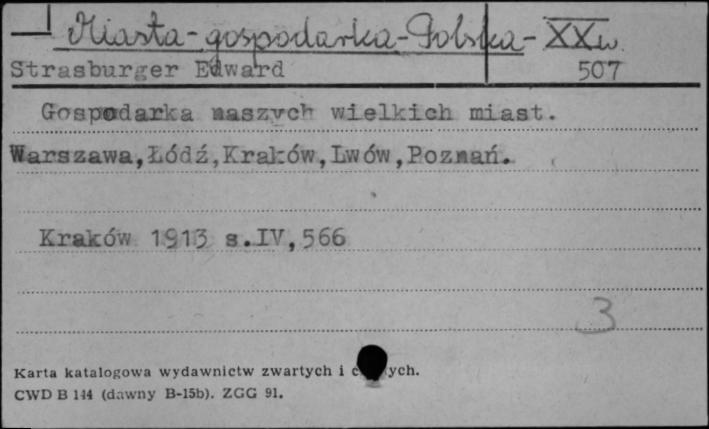 Miasta-gospodarka-Polska-XXw.
Strasburger Edward 507
Gospodarka naszych wielkich miast.
Warszawa,Łódź,Kraków,Lwów,Poznań.
Kraków 1913 s.IV,566
3
Karta katalogowa wydawnictw zwartych i ych.
CWD B 144 (dawny B-15b). ZGG 91.